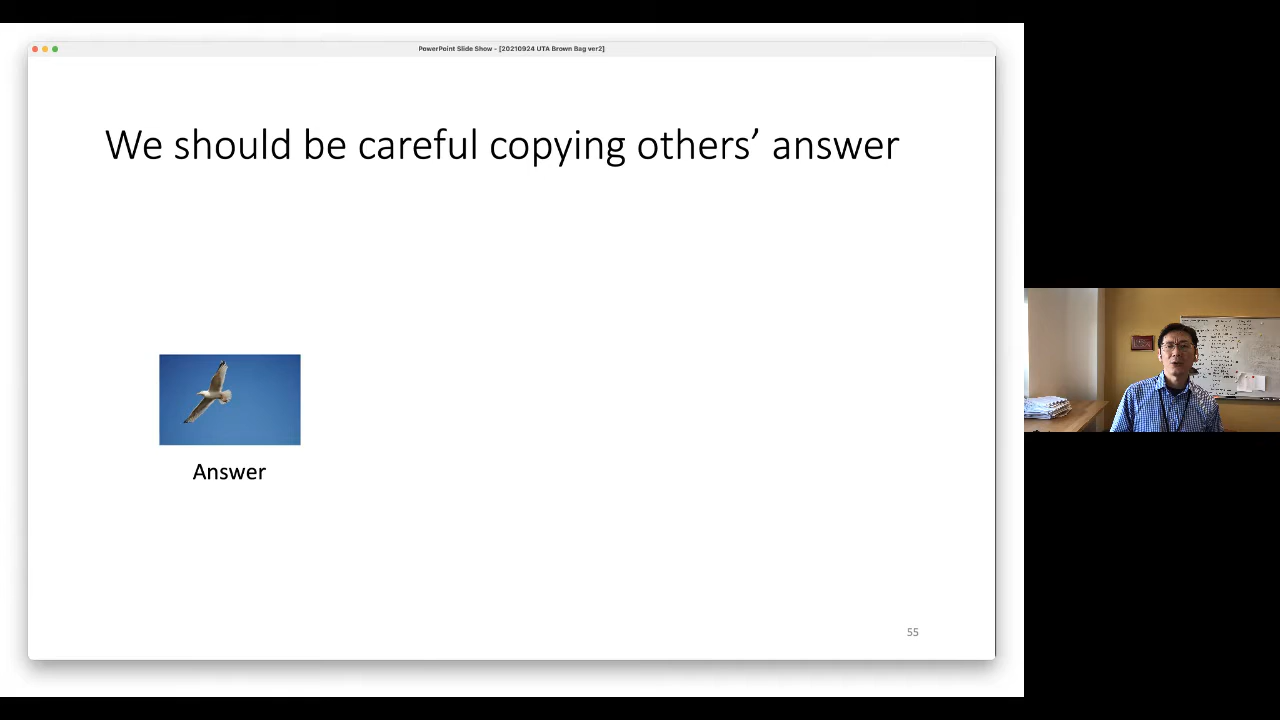 PowerPoint Slide Show - [20210924 UTA Brown Bag ver2]
We should be careful copying others’ answer
Answer
55